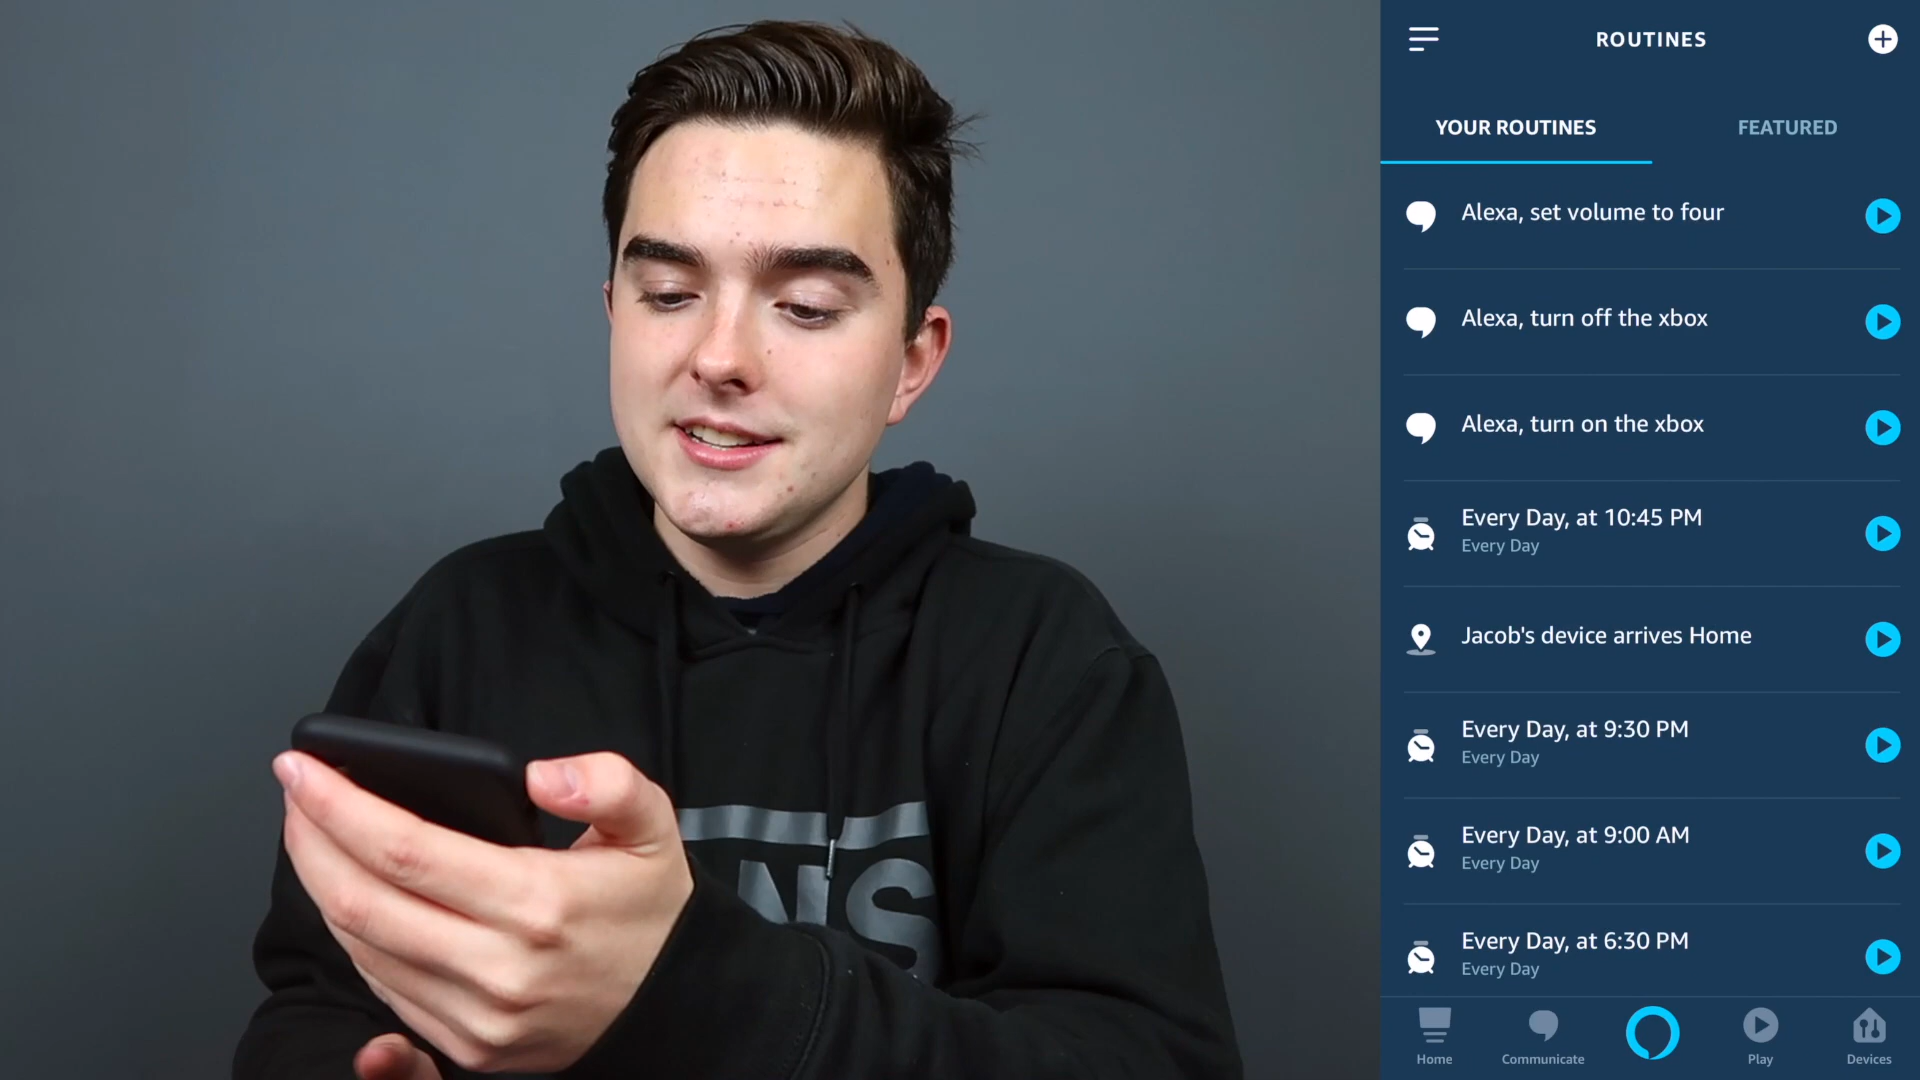 ROUTINES
YOUR ROUTINES
FEATURED
Alexa, set volume to four
Alexa, turn off the xbox
Alexa, turn on the xbox
Every Day, at 10:45 PM
Every Day
Jacob's device arrives Home
Every Day, at 9:30 PM
Every Day
Every Day, at 9:00 AM
Every Day
Every Day, at 6:30 PM
Every Day
Home
Communicate
Play
Devices